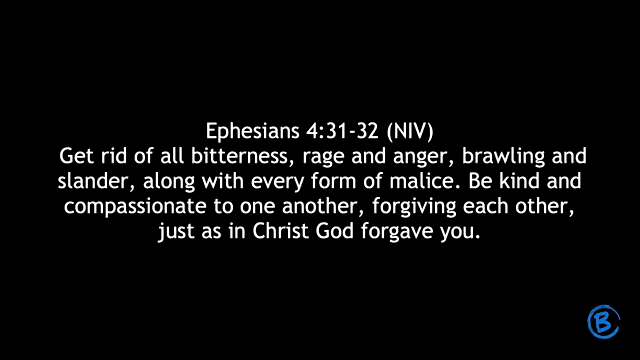 Ephesians 4:31-32 (NIV)
Get rid of all bitterness, rage and anger, brawling and
slander, along with every form of malice. Be kind and
compassionate to one another, forgiving each other,
just as in Christ God forgave you.
B